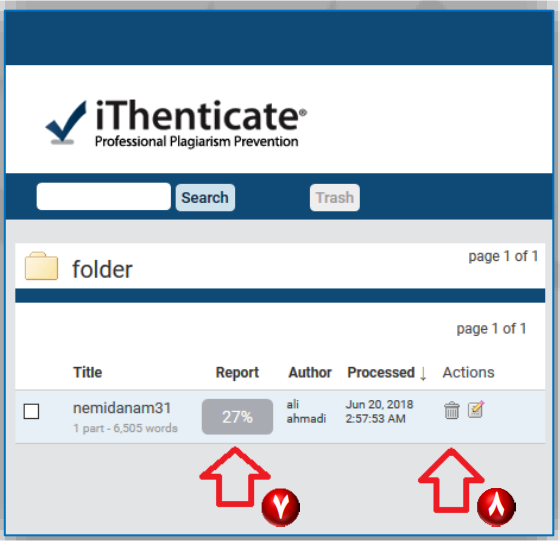 iThenticate®
Professional Plagiarism Prevention
Search
Trash
folder
page 1 of 1
page 1 of 1
Title Report Author Processed ↓ Actions
nemidanam31 27% ali ahmadi Jun 20, 2018 2:57:53 AM
1 part - 6,505 words
۷
۸